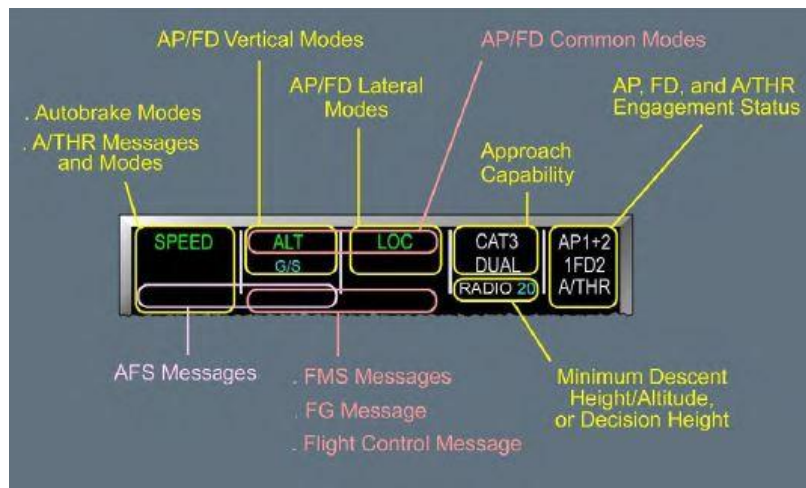 AP/FD Vertical Modes
AP/FD Common Modes
AP/FD Lateral
Modes
AP, FD, and A/THR
Engagement Status
. Autobrake Modes
. A/THR Messages
and Modes
Approach
Capability
SPEED
ALT
G/S
LOC
CAT3
DUAL
RADIO 20
AP1+2
1FD2
A/THR
AFS Messages
. FMS Messages
. FG Message
. Flight Control Message
Minimum Descent
Height/Altitude,
or Decision Height